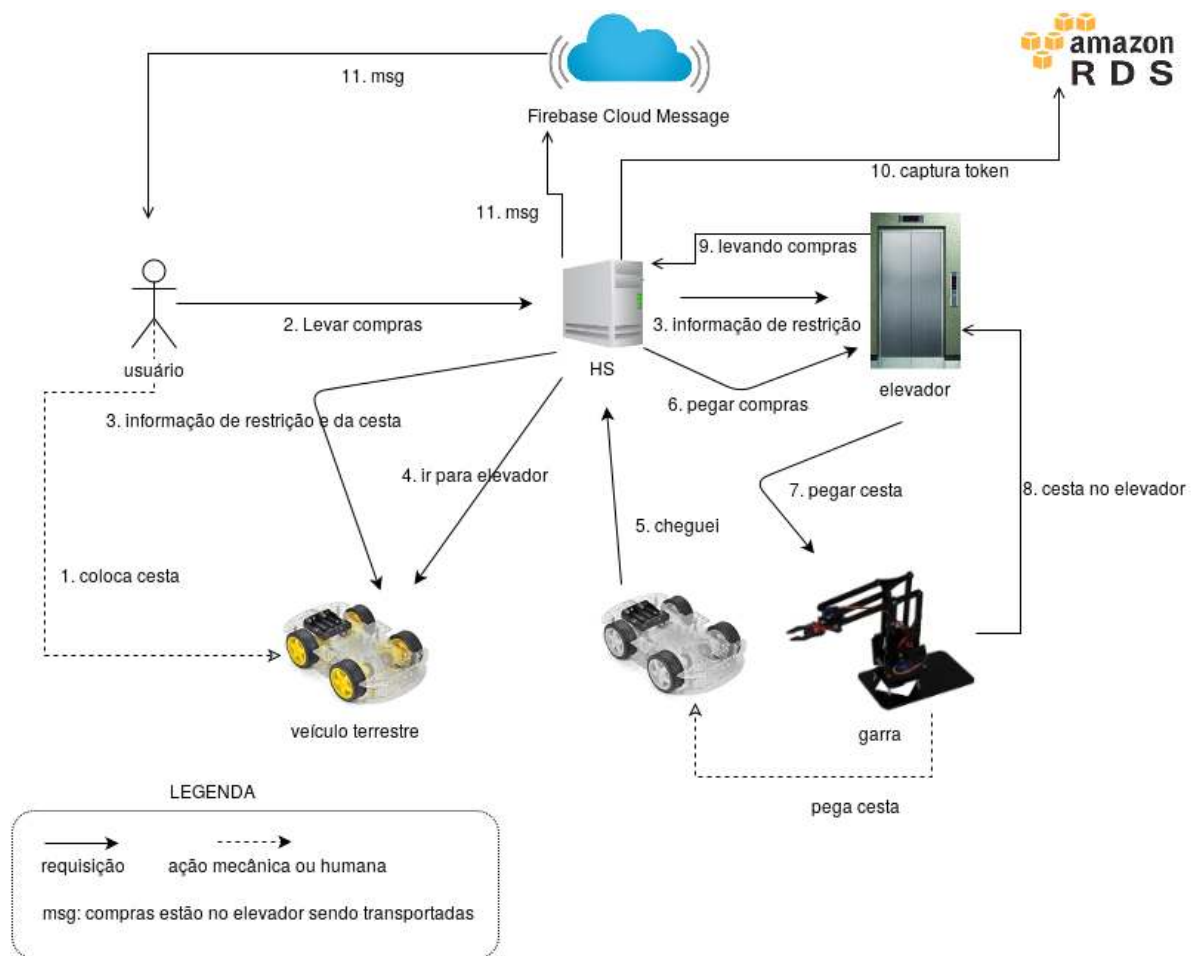 amazon
RDS
11. msg
Firebase Cloud Message
10. captura token
11. msg
9. levando compras
2. Levar compras
3. informação de restrição
usuário
HS
elevador
6. pegar compras
3. informação de restrição e da cesta
4. ir para elevador
7. pegar cesta
8. cesta no elevador
5. cheguei
1. coloca cesta
veículo terrestre
garra
pega cesta
LEGENDA
requisição
ação mecânica ou humana
msg: compras estão no elevador sendo transportadas